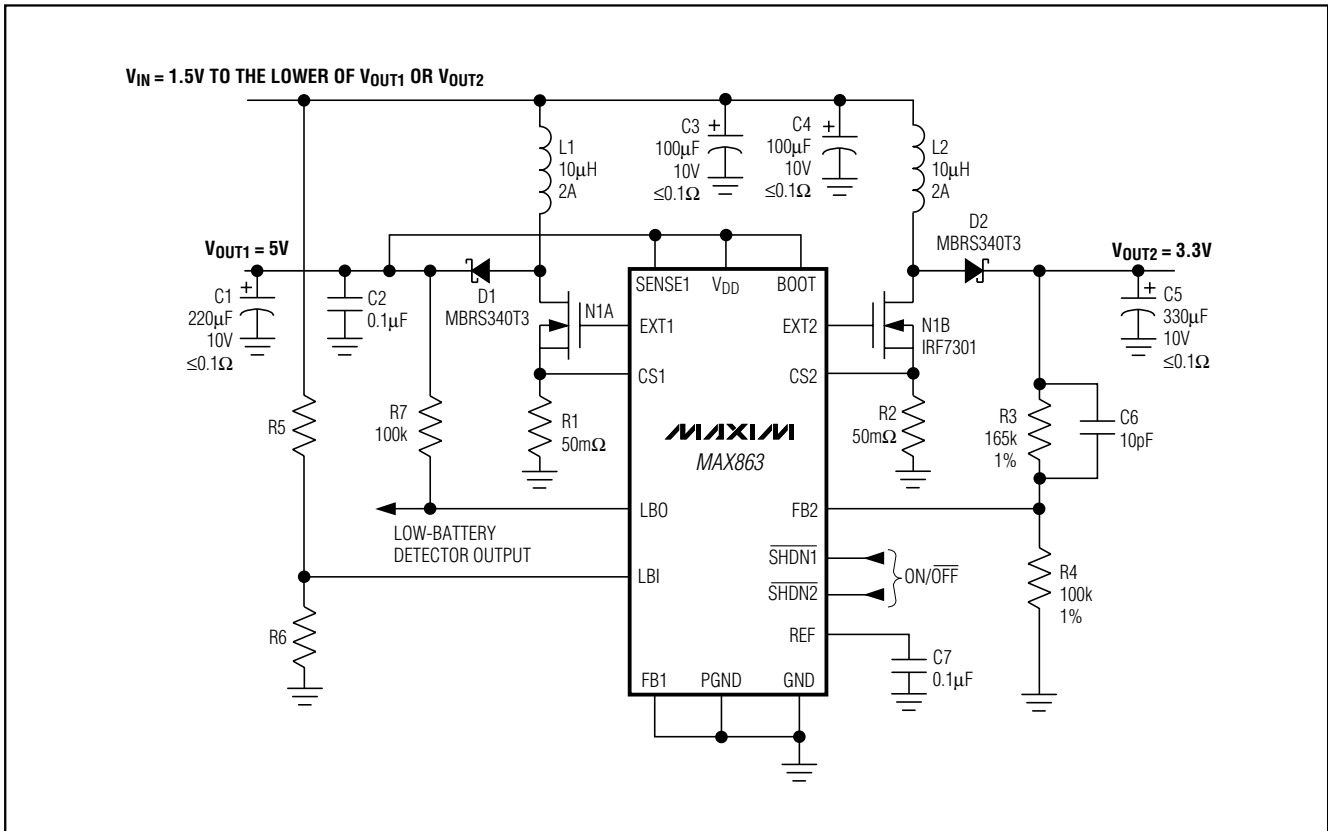 VIN = 1.5V TO THE LOWER OF VOUT1 OR VOUT2
C3
100µF
10V
≤0.1Ω
+
C4
100µF
10V
≤0.1Ω
+
L1
10µH
2A
L2
10µH
2A
D2
MBRS340T3
VOUT1 = 5V
VOUT2 = 3.3V
C1
220µF
10V
≤0.1Ω
+
C2
0.1µF
D1
MBRS340T3
N1A
SENSE1
VDD
BOOT
EXT1
EXT2
N1B
IRF7301
+
C5
330µF
10V
≤0.1Ω
CS1
CS2
R5
R7
100k
R1
50mΩ
MAXIM
MAX863
R2
50mΩ
R3
165k
1%
C6
10pF
LBO
FB2
LOW-BATTERY
DETECTOR OUTPUT
SHDN1
SHDN2
ON/OFF
LBI
R4
100k
1%
R6
REF
C7
0.1µF
FB1
PGND
GND